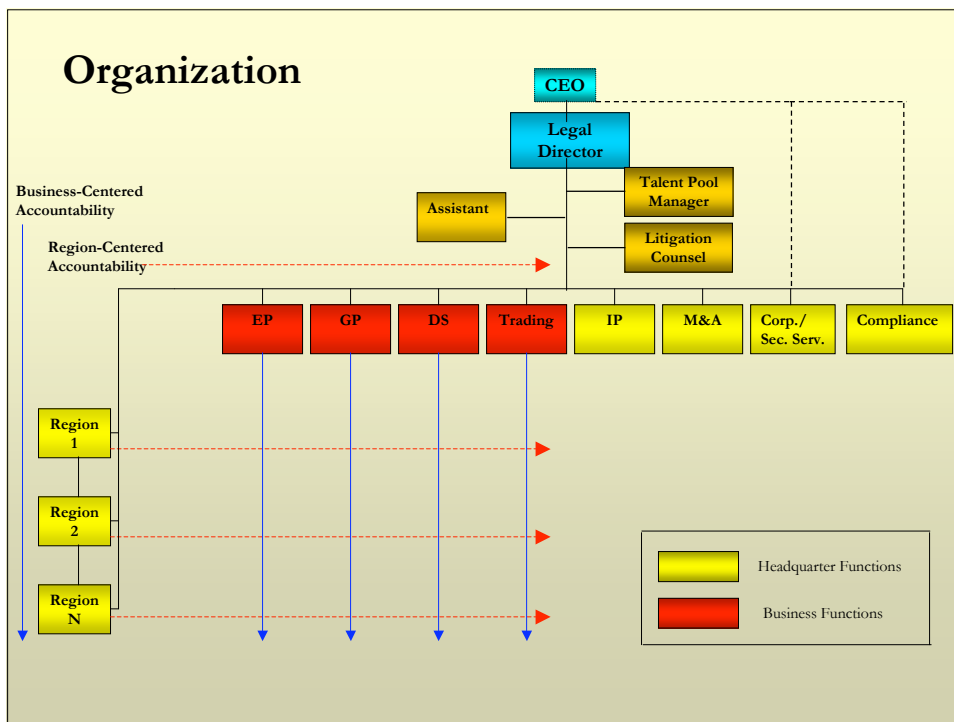 Organization
CEO
Legal
Director
Talent Pool
Manager
Assistant
Litigation
Counsel
Business-Centered
Accountability
Region-Centered
Accountability
EP
GP
DS
Trading
IP
M&A
Corp./
Sec. Serv.
Compliance
Region
1
Region
2
Region
N
Headquarter Functions
Business Functions